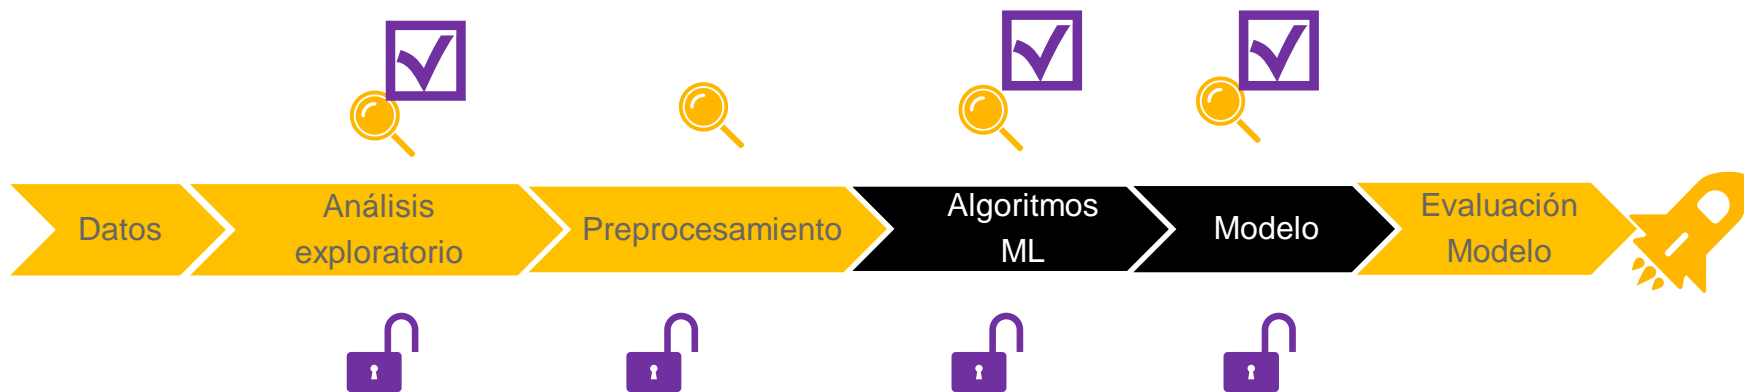 Datos
Análisis
exploratorio
Preprocesamiento
Algoritmos
ML
Modelo
Evaluación
Modelo